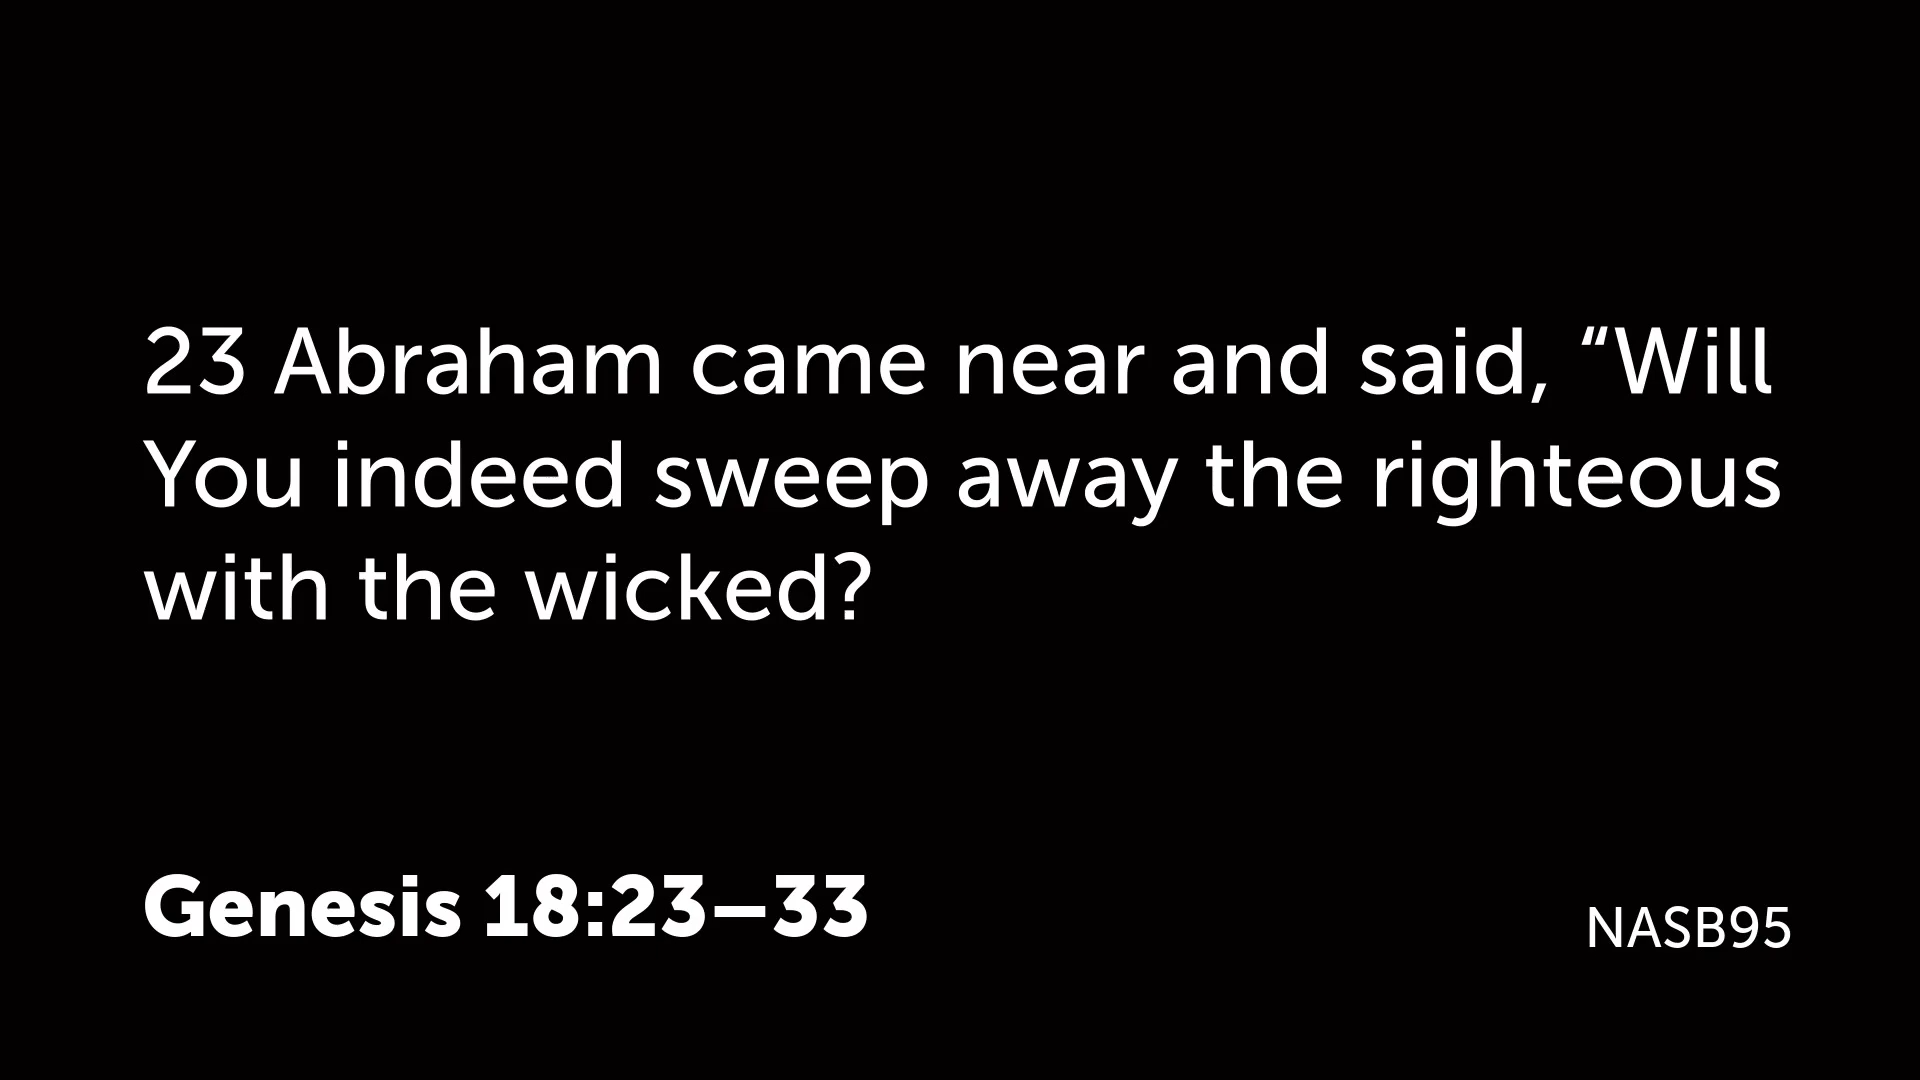 23 Abraham came near and said, “Will
You indeed sweep away the righteous
with the wicked?
Genesis 18:23–33
NASB95